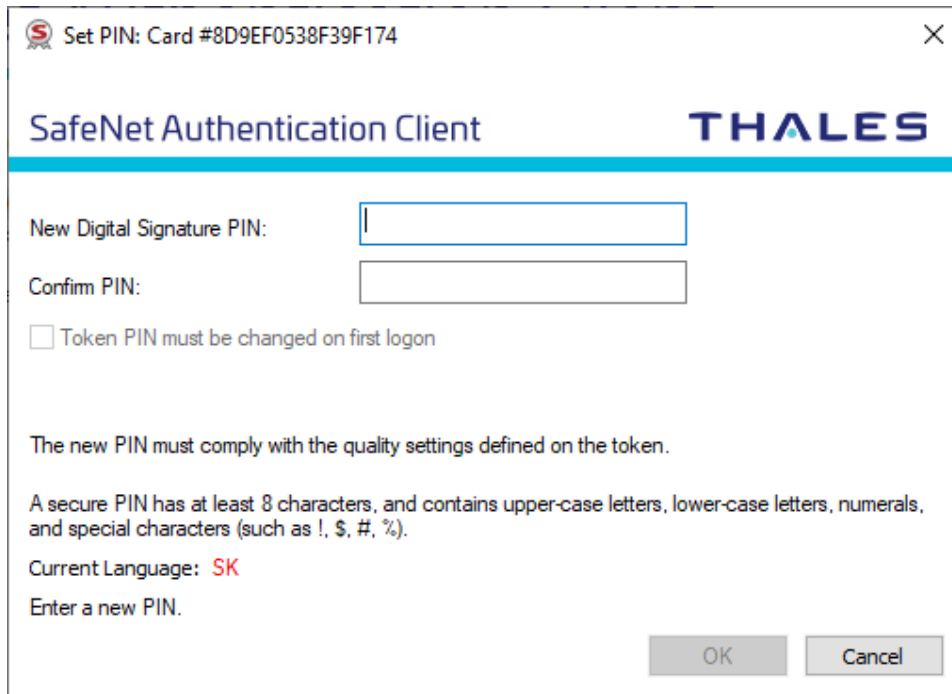 Set PIN: Card #8D9EF0538F39F174
SafeNet Authentication Client
THALES
New Digital Signature PIN:
Confirm PIN:
Token PIN must be changed on first logon
The new PIN must comply with the quality settings defined on the token.
A secure PIN has at least 8 characters, and contains upper-case letters, lower-case letters, numerals,
and special characters (such as !, $, #, %).
Current Language: SK
Enter a new PIN.
OK
Cancel